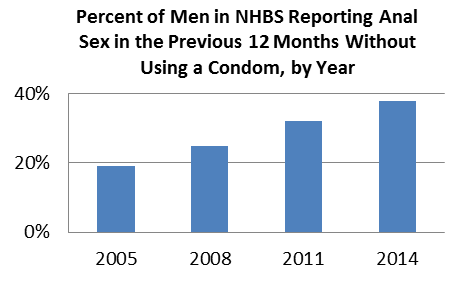 Percent of Men in NHBS Reporting Anal
Sex in the Previous 12 Months Without
Using a Condom, by Year
40%
20%
0%
2005 2008 2011 2014